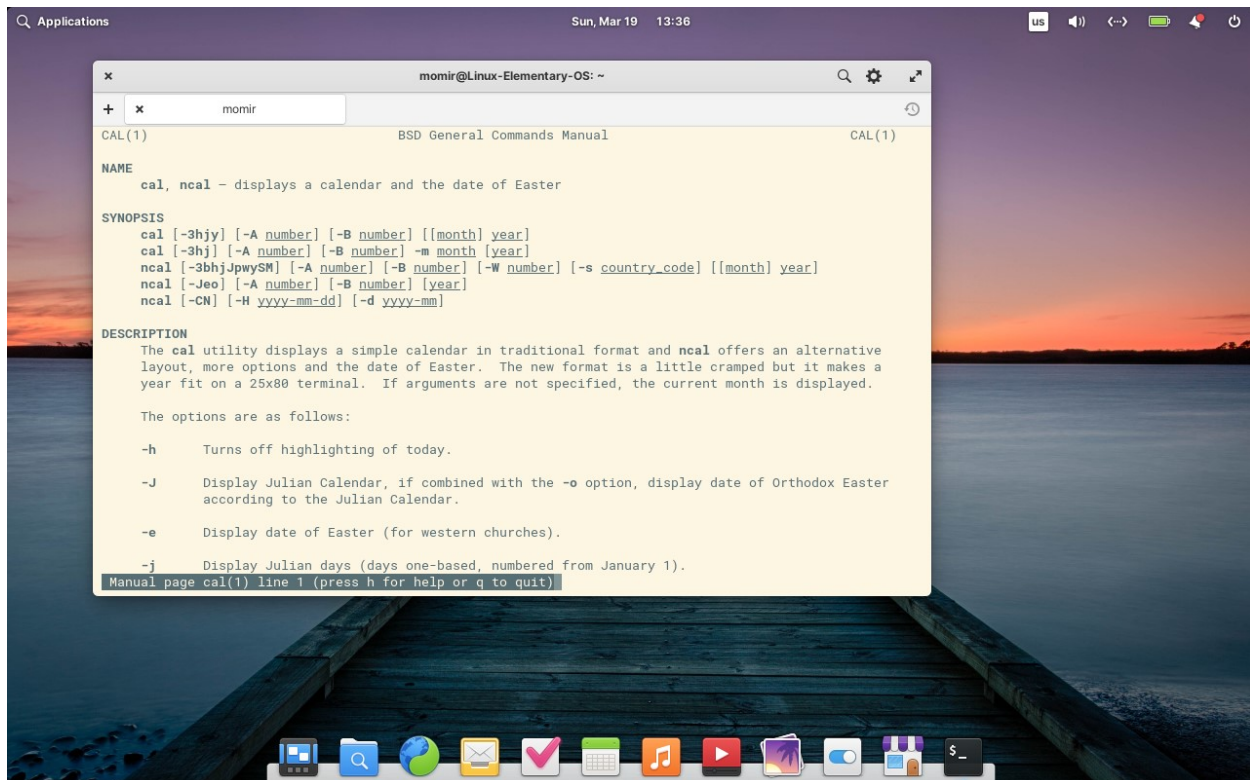 Applications
Sun, Mar 19 13:36
us
momir@Linux-Elementary-OS: ~
momir
CAL(1) BSD General Commands Manual CAL(1)
NAME
cal, ncal — displays a calendar and the date of Easter
SYNOPSIS
cal [-3hjy] [-A number] [-B number] [[month] year]
cal [-3hj] [-A number] [-B number] -m month [year]
ncal [-3bhjJpwySM] [-A number] [-B number] [-W number] [-s country_code] [[month] year]
ncal [-Jeo] [-A number] [-B number] [year]
ncal [-CN] [-H yyyy-mm-dd] [-d yyyy-mm]
DESCRIPTION
The cal utility displays a simple calendar in traditional format and ncal offers an alternative
layout, more options and the date of Easter. The new format is a little cramped but it makes a
year fit on a 25x80 terminal. If arguments are not specified, the current month is displayed.
The options are as follows:
-h Turns off highlighting of today.
-J Display Julian Calendar, if combined with the -o option, display date of Orthodox Easter
according to the Julian Calendar.
-e Display date of Easter (for western churches).
-j Display Julian days (days one-based, numbered from January 1).
Manual page cal(1) line 1 (press h for help or q to quit)
$_